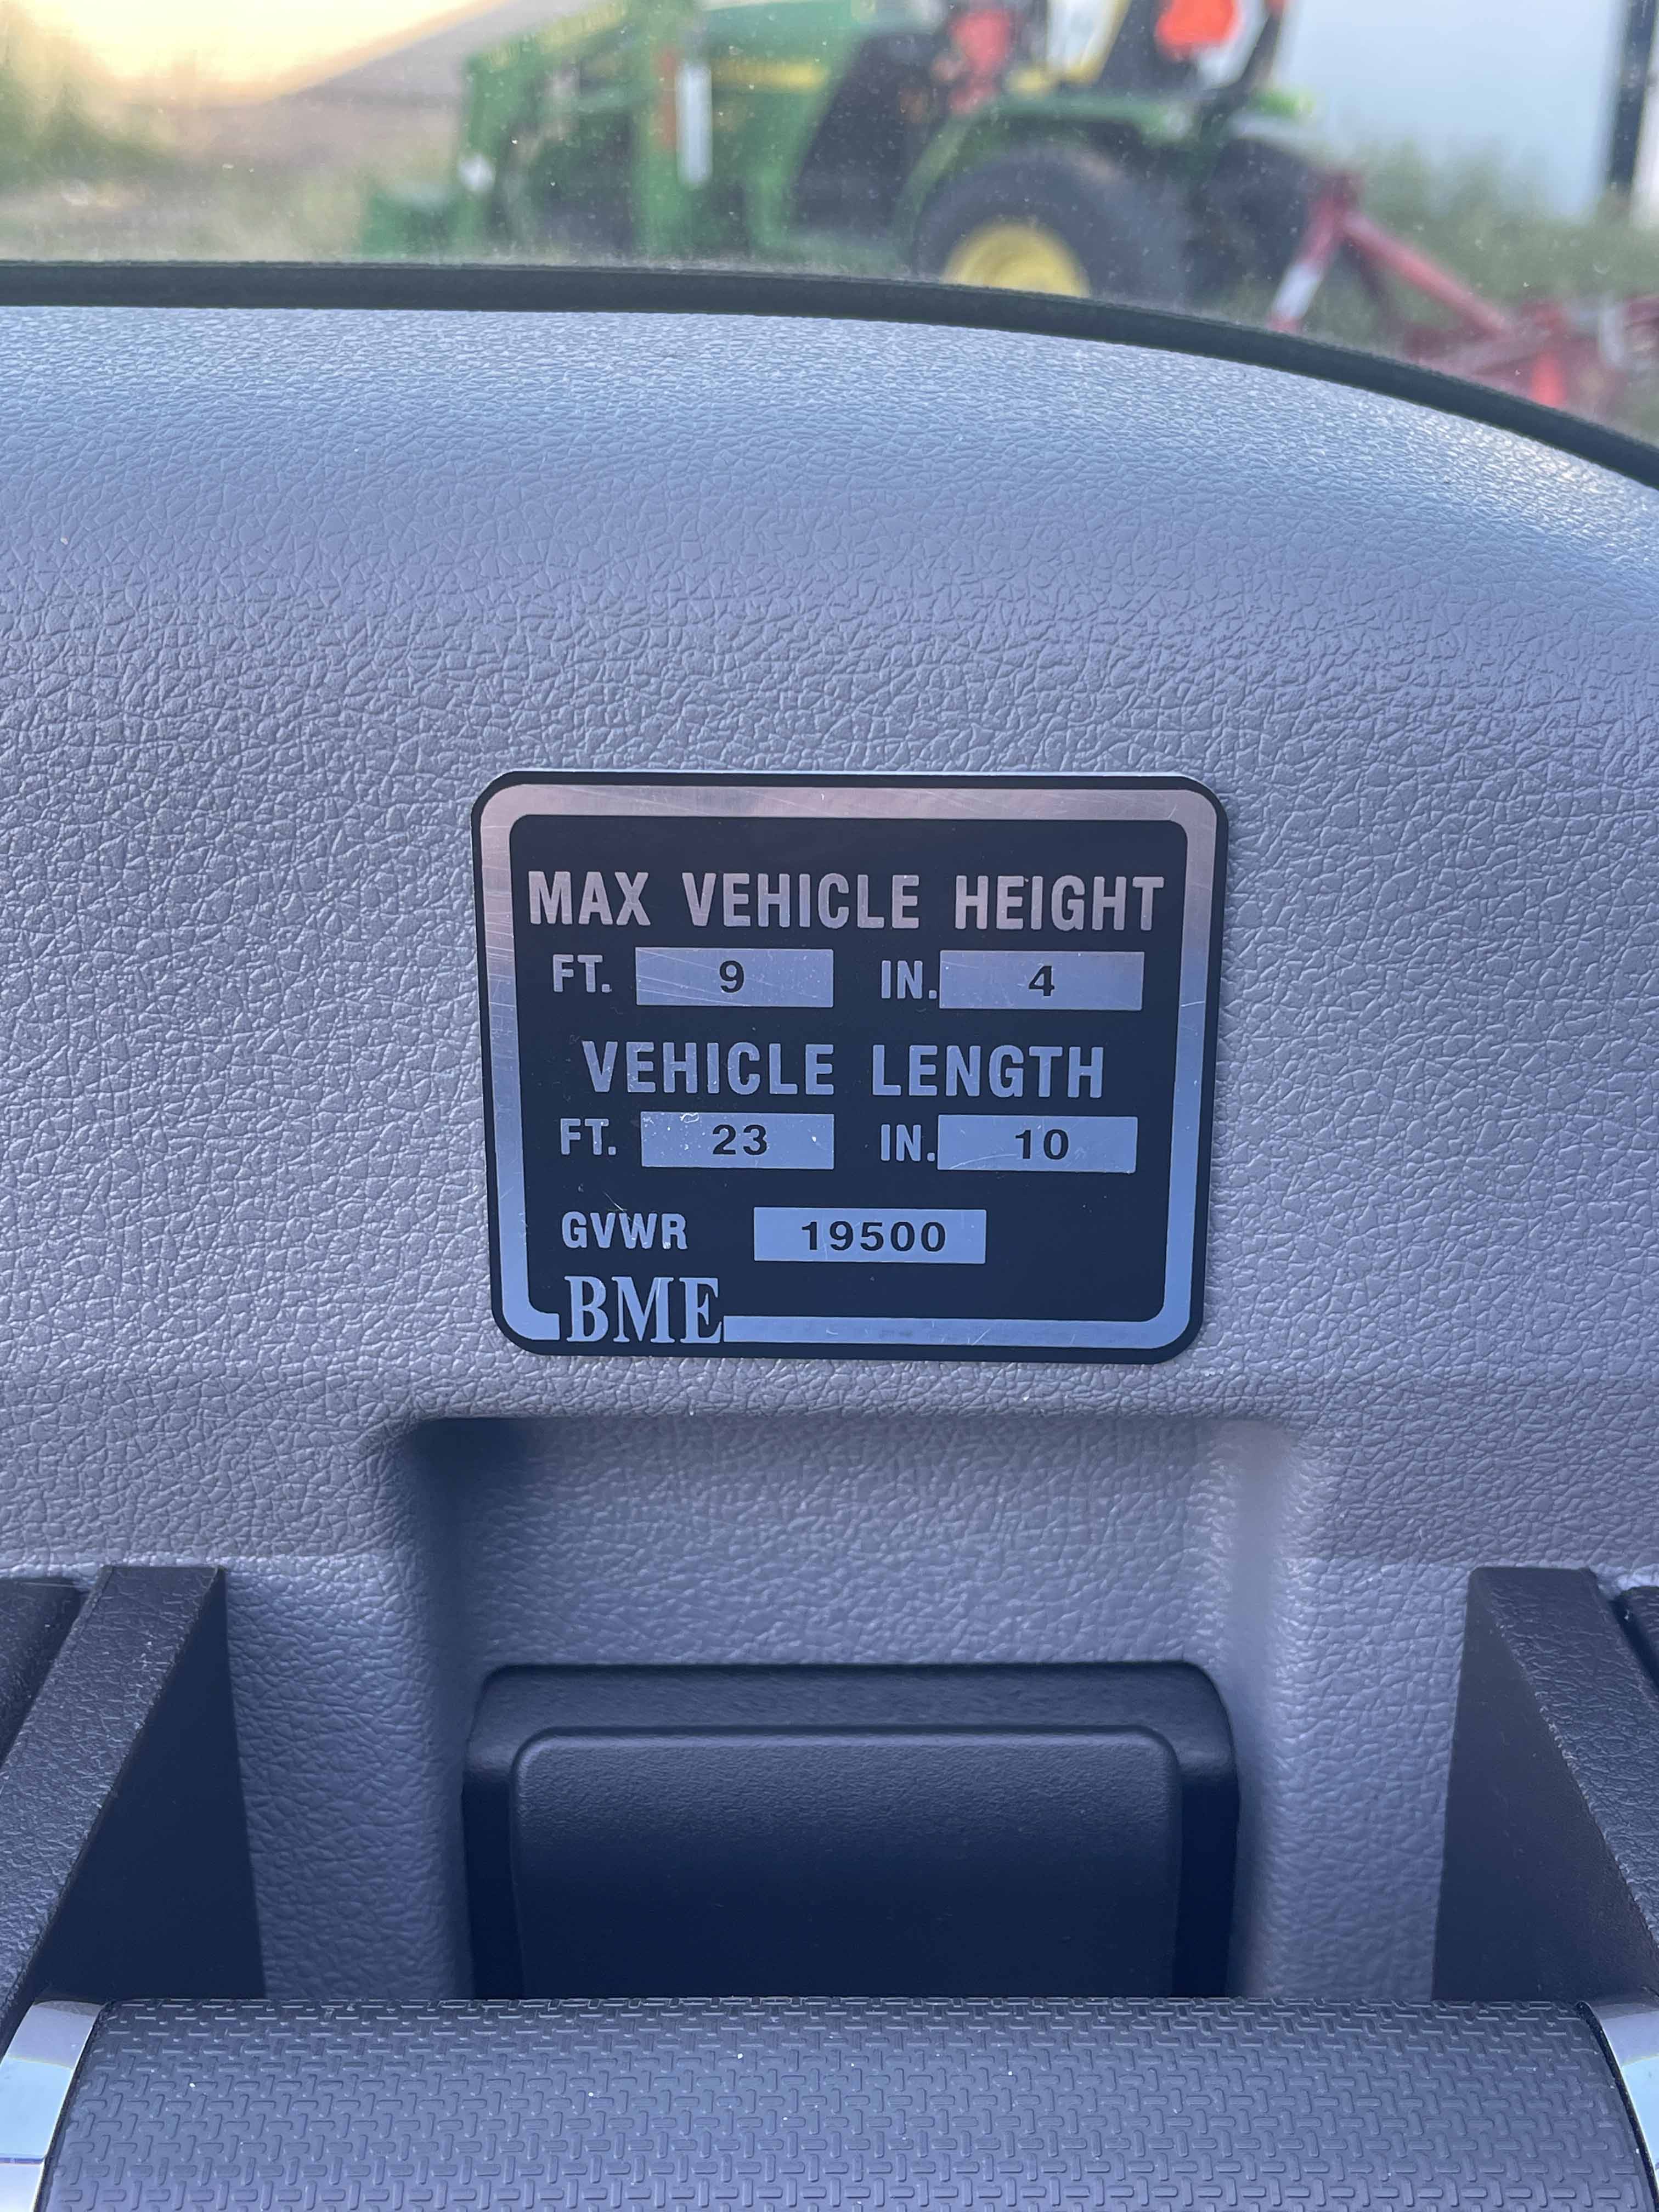 MAX VEHICLE HEIGHT
FT. 9 IN. 4
VEHICLE LENGTH
FT. 23 IN. 10
GVWR 19500
BME